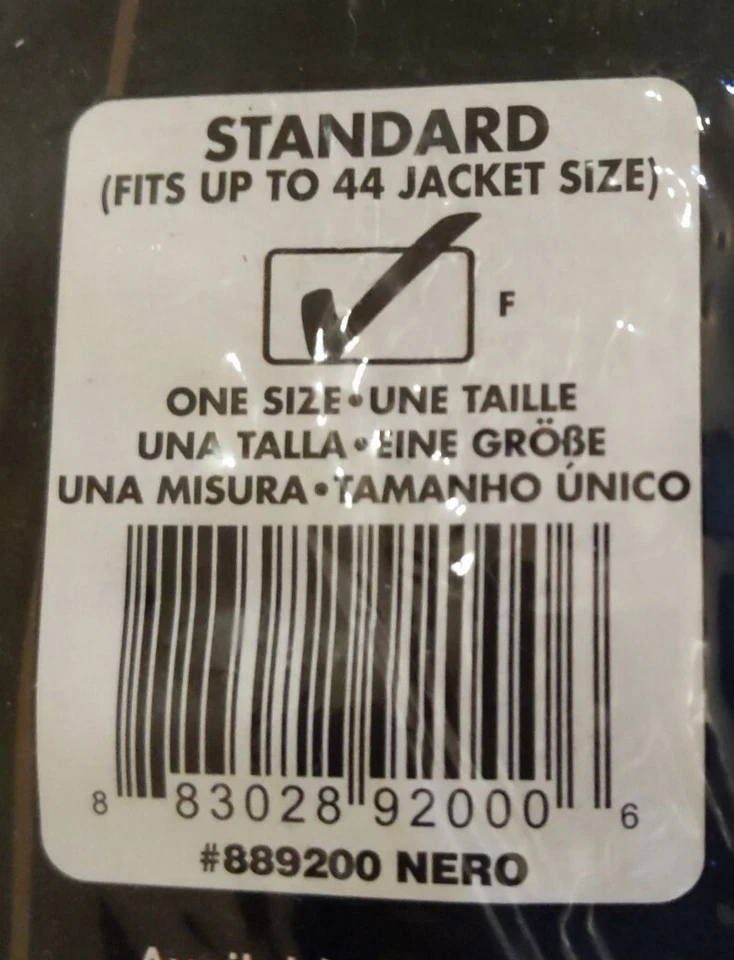 STANDARD
(FITS UP TO 44 JACKET SIZE)
F
ONE SIZE•UNE TAILLE
UNA TALLA•EINE GRÖßE
UNA MISURA•TAMANHO ÚNICO
8 83028 92000 6
#889200 NERO